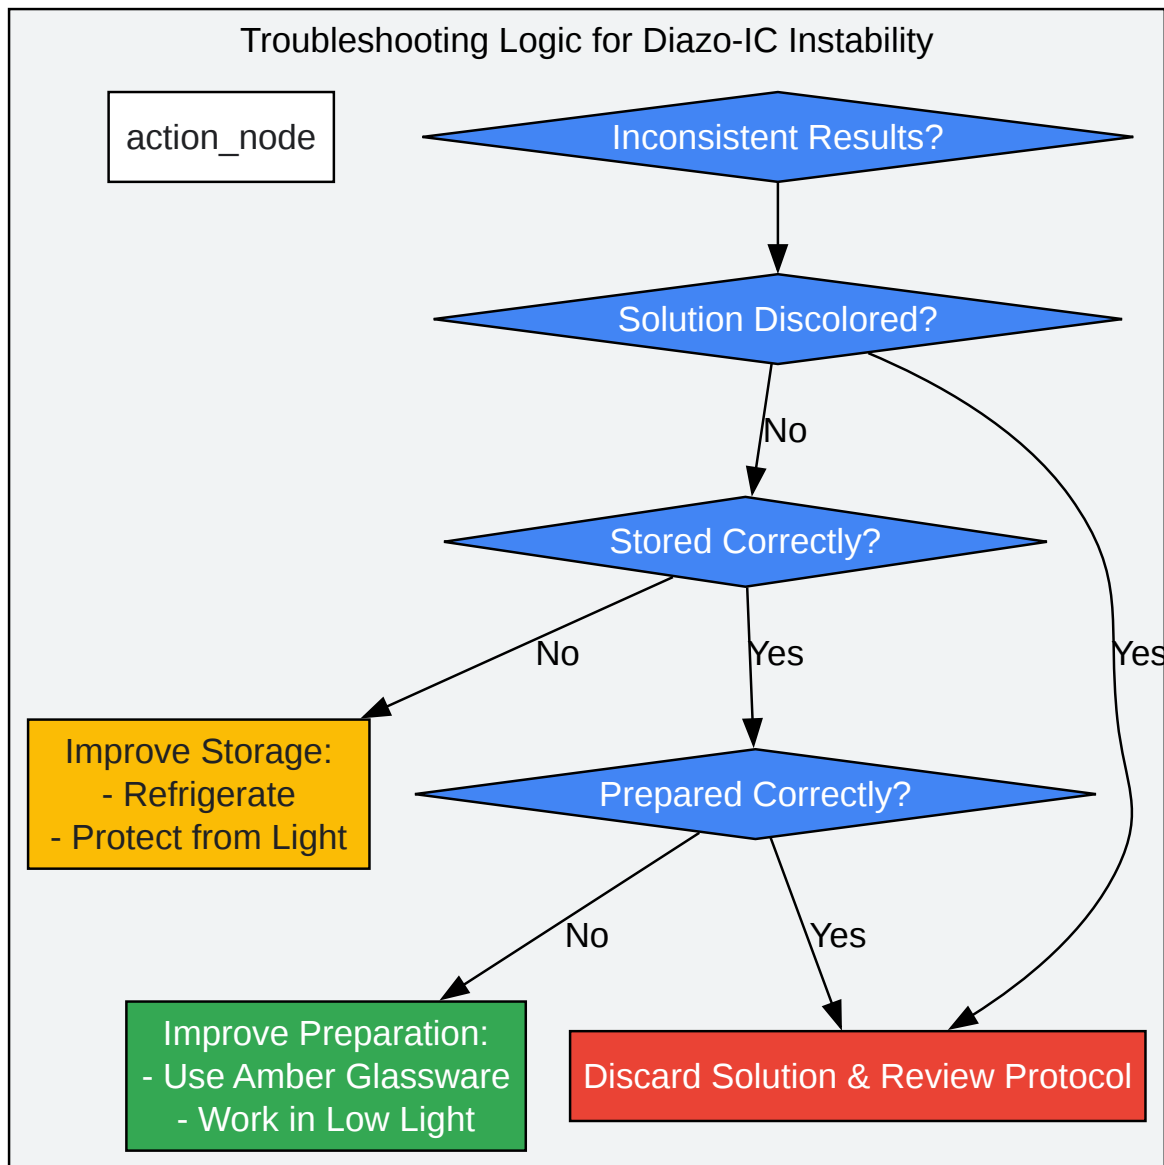 Troubleshooting Logic for Diazo-IC Instability
action_node
Inconsistent Results?
Solution Discolored?
No
Stored Correctly?
No
Yes
Yes
Improve Storage:
- Refrigerate
- Protect from Light
Prepared Correctly?
No
Yes
Improve Preparation:
- Use Amber Glassware
- Work in Low Light
Discard Solution & Review Protocol